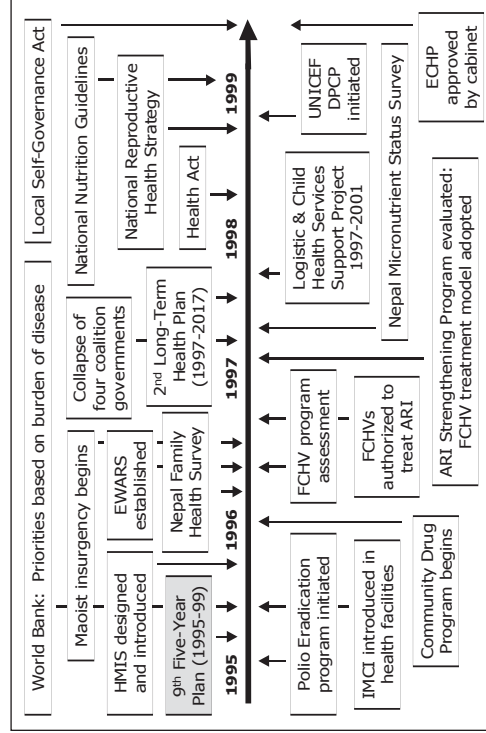 World Bank: Priorities based on burden of disease
Local Self-Governance Act
Maoist insurgency begins
Collapse of
four coalition
governments
National Nutrition Guidelines
HMIS designed
and introduced
EWARS
established
2nd Long-Term
Health Plan
(1997-2017)
National Reproductive
Health Strategy
9th Five-Year
Plan (1995-99)
Nepal Family
Health Survey
Health Act
1995
1996
1997
1998
1999
Polio Eradication
program initiated
FCHV program
assessment
Logistic & Child
Health Services
Support Project
1997-2001
UNICEF
DPCP
initiated
IMCI introduced in
health facilities
FCHVs
authorized to
treat ARI
Nepal Micronutrient Status Survey
Community Drug
Program begins
ARI Strengthening Program evaluated:
FCHV treatment model adopted
ECHP
approved
by cabinet